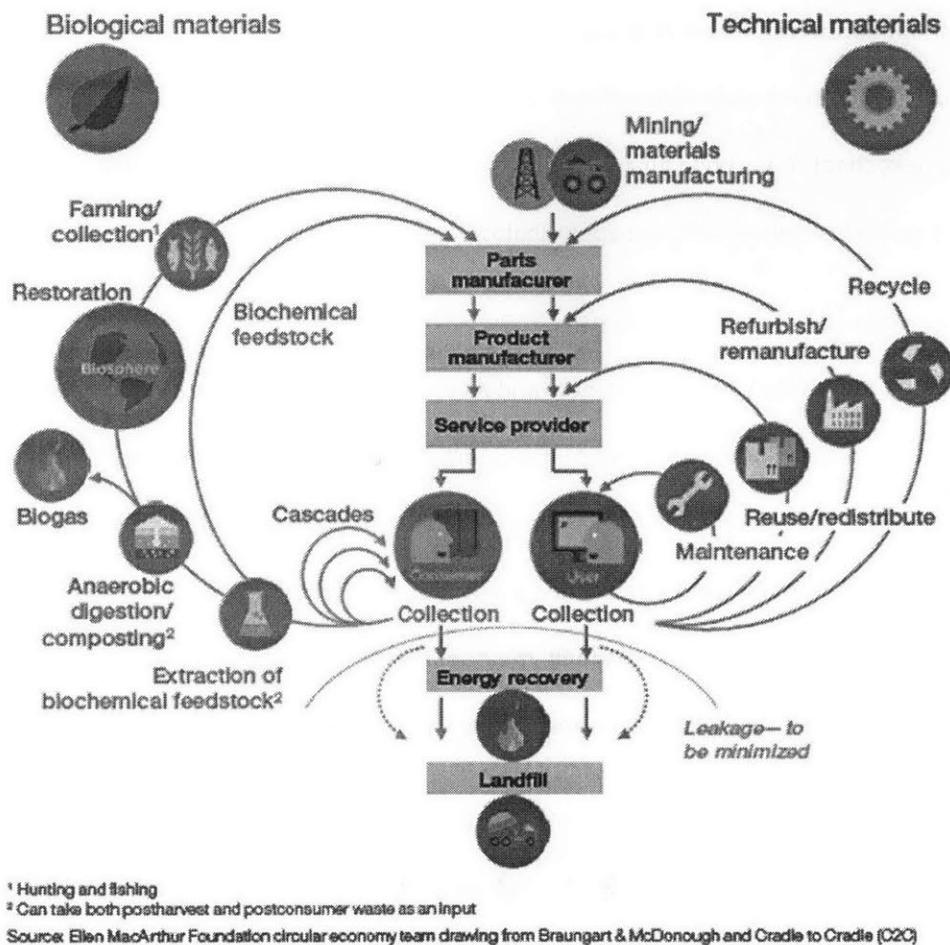 Biological materials
Technical materials
Mining/
materials
manufacturing
Farming/
collection¹
Parts
manufacurer
Recycle
Restoration
Biochemical
feedstock
Biosphere
Product
manufacturer
Refurbish/
remanufacture
Service provider
Biogas
Cascades
Reuse/redistribute
Maintenance
Consumer
User
Anaerobic
digestion/
composting²
Collection
Collection
Extraction of
biochemical feedstock²
Energy recovery
Leakage—to
be minimized
Landfill
¹ Hunting and fishing
² Can take both postharvest and postconsumer waste as an input
Source: Ellen MacArthur Foundation circular economy team drawing from Braungart & McDonough and Cradle to Cradle (C2C)